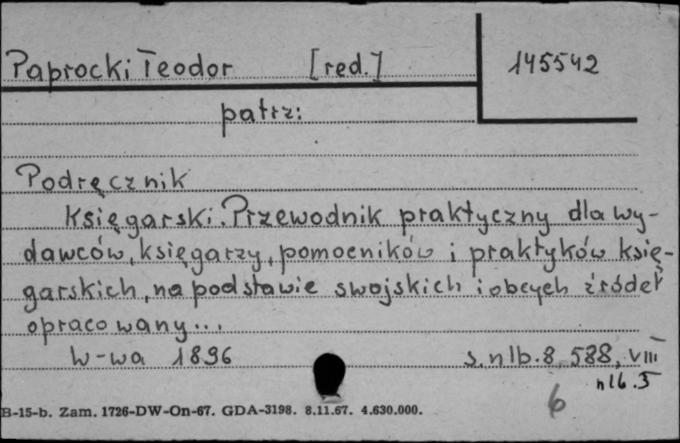 Paprocki Teodor [red.] 145542
patrz:
Podręcznik
Księgarski. Przewodnik praktyczny dla wy-
dawców, księgarzy, pomocników i praktyków księ-
garskich, na podstawie swojskich i obcych źródeł
opracowany...
W-wa 1896 s. nlb. 8, 588, VIII
nlb. 5
6
B-15-b. Zam. 1726-DW-On-67. GDA-3198. 8.11.67. 4.630.000.